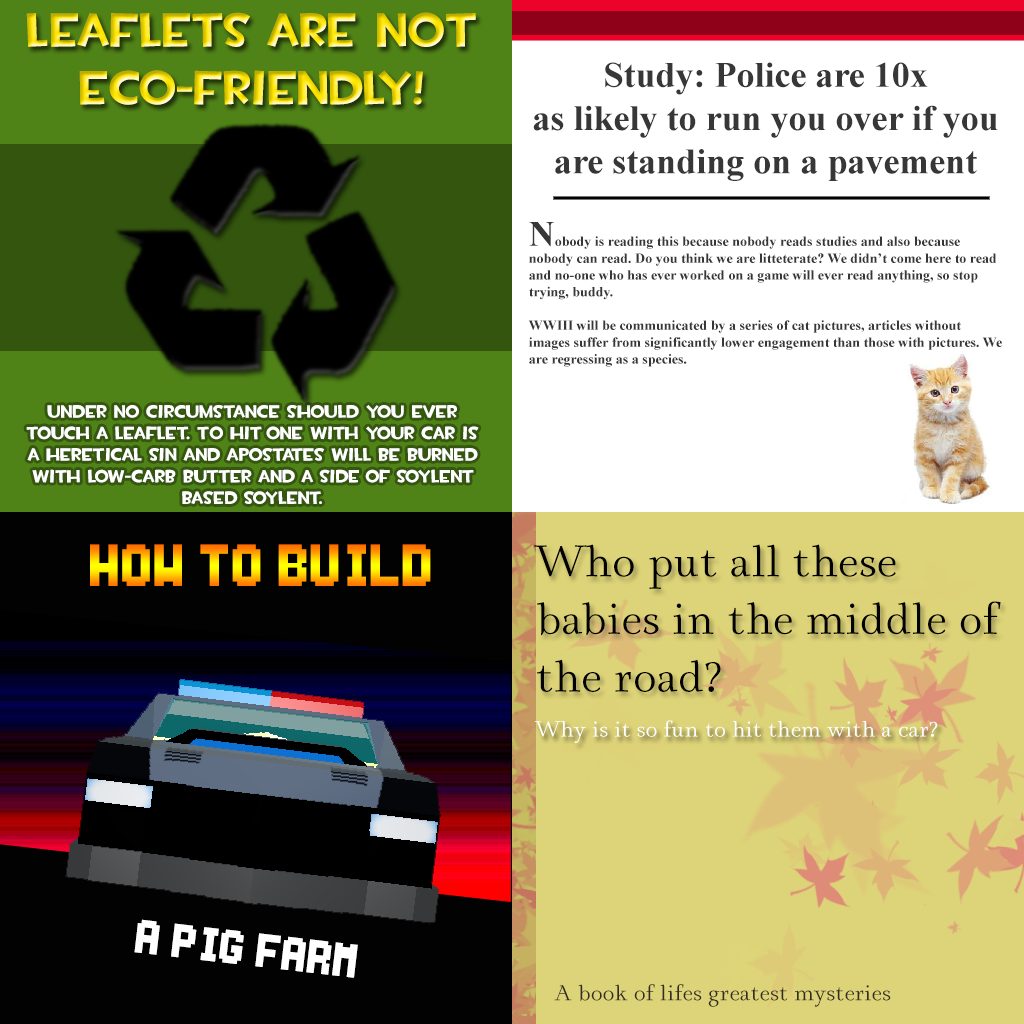 LEAFLETS ARE NOT
ECO-FRIENDLY!
UNDER NO CIRCUMSTANCE SHOULD YOU EVER
TOUCH A LEAFLET. TO HIT ONE WITH YOUR CAR IS
A HERETICAL SIN AND APOSTATES WILL BE BURNED
WITH LOW-CARB BUTTER AND A SIDE OF SOYLENT
BASED SOYLENT.
Study: Police are 10x
as likely to run you over if you
are standing on a pavement
Nobody is reading this because nobody reads studies and also because
nobody can read. Do you think we are litteterate? We didn't come here to read
and no-one who has ever worked on a game will ever read anything, so stop
trying, buddy.
WWIII will be communicated by a series of cat pictures, articles without
images suffer from significantly lower engagement than those with pictures. We
are regressing as a species.
HOW TO BUILD
A PIG FARM
Who put all these
babies in the middle of
the road?
Why is it so fun to hit them with a car?
A book of lifes greatest mysteries